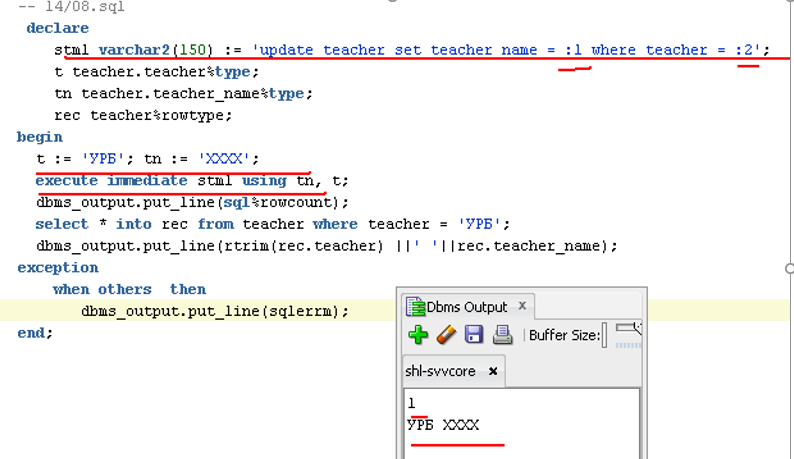 -- 14/08.sql
declare
stml varchar2(150) := 'update teacher set teacher_name = :1 where teacher = :2';
t teacher.teacher%type;
tn teacher.teacher_name%type;
rec teacher%rowtype;
begin
t := 'УРБ'; tn := 'XXXX';
execute immediate stml using tn, t;
dbms_output.put_line(sql%rowcount);
select * into rec from teacher where teacher = 'УРБ';
dbms_output.put_line(rtrim(rec.teacher) ||' '||rec.teacher_name);
exception
when others then
dbms_output.put_line(sqlerrm);
end;
Dbms Output x
Buffer Size:
shl-svvcore x
1
УРБ XXXX